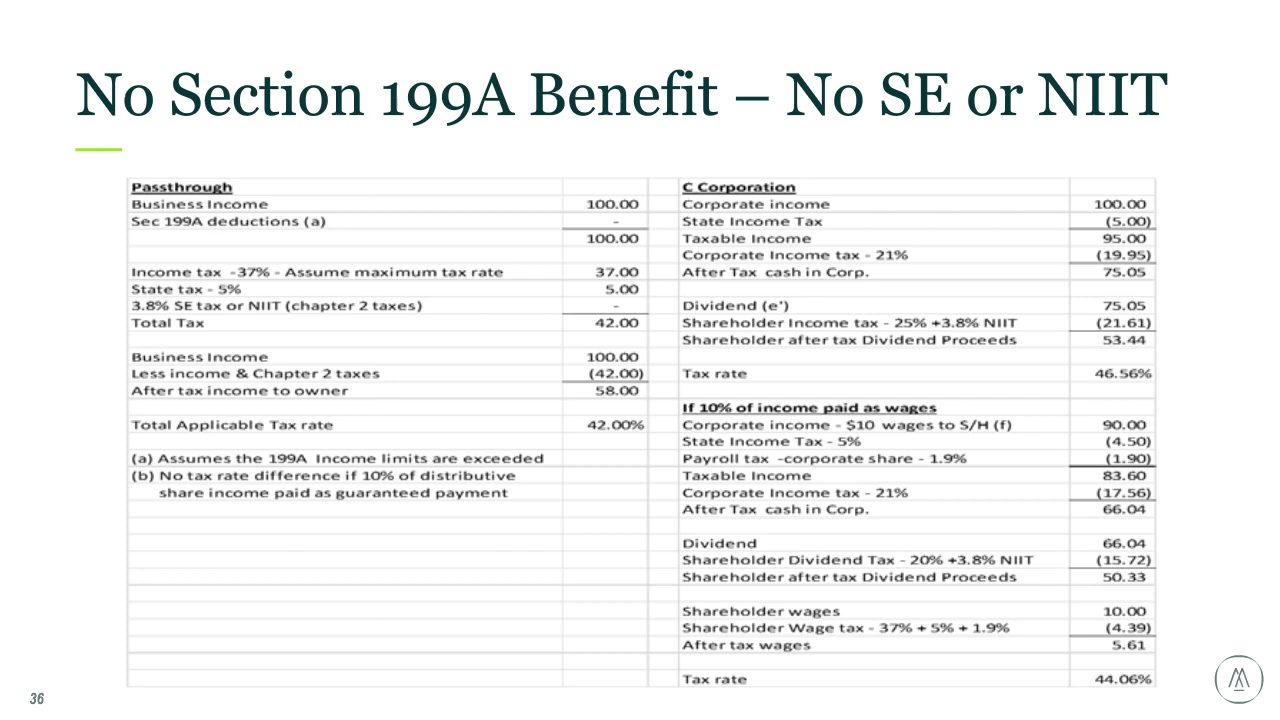 No Section 199A Benefit – No SE or NIIT
Passthrough
Business Income 100.00
Sec 199A deductions (a) -
100.00
Income tax -37% - Assume maximum tax rate 37.00
State tax - 5% 5.00
3.8% SE tax or NIIT (chapter 2 taxes) -
Total Tax 42.00
Business Income 100.00
Less income & Chapter 2 taxes (42.00)
After tax income to owner 58.00
Total Applicable Tax rate 42.00%
(a) Assumes the 199A Income limits are exceeded
(b) No tax rate difference if 10% of distributive
share income paid as guaranteed payment
C Corporation
Corporate income 100.00
State Income Tax (5.00)
Taxable Income 95.00
Corporate Income tax - 21% (19.95)
After Tax cash in Corp. 75.05
Dividend (e') 75.05
Shareholder Income tax - 25% +3.8% NIIT (21.61)
Shareholder after tax Dividend Proceeds 53.44
Tax rate 46.56%
If 10% of income paid as wages
Corporate income - $10 wages to S/H (f) 90.00
State Income Tax - 5% (4.50)
Payroll tax -corporate share - 1.9% (1.90)
Taxable Income 83.60
Corporate Income tax - 21% (17.56)
After Tax cash in Corp. 66.04
Dividend 66.04
Shareholder Dividend Tax - 20% +3.8% NIIT (15.72)
Shareholder after tax Dividend Proceeds 50.33
Shareholder wages 10.00
Shareholder Wage tax - 37% + 5% + 1.9% (4.39)
After tax wages 5.61
Tax rate 44.06%
36